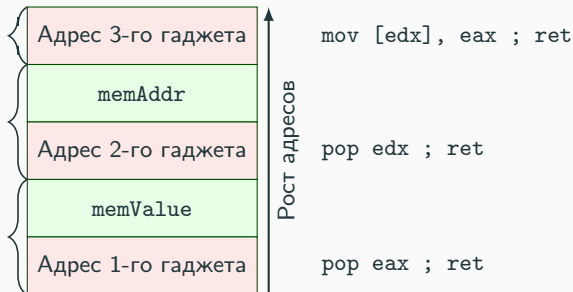 Адрес 3-го гаджета
mov [edx], eax ; ret
memAddr
Адрес 2-го гаджета
pop edx ; ret
memValue
Адрес 1-го гаджета
pop eax ; ret
Рост адресов